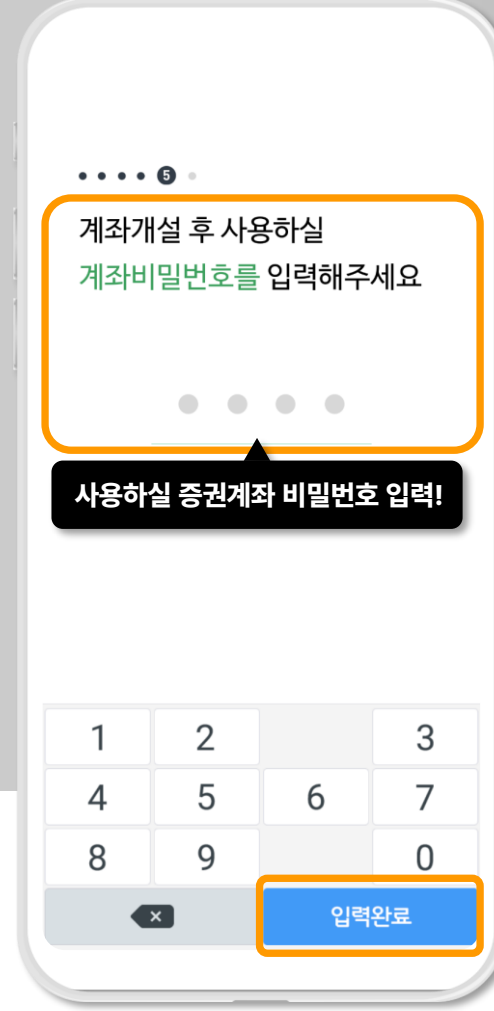 5
계좌개설 후 사용하실
계좌비밀번호를 입력해주세요
사용하실 증권계좌 비밀번호 입력!
1 2 3
4 5 6 7
8 9 0
입력완료